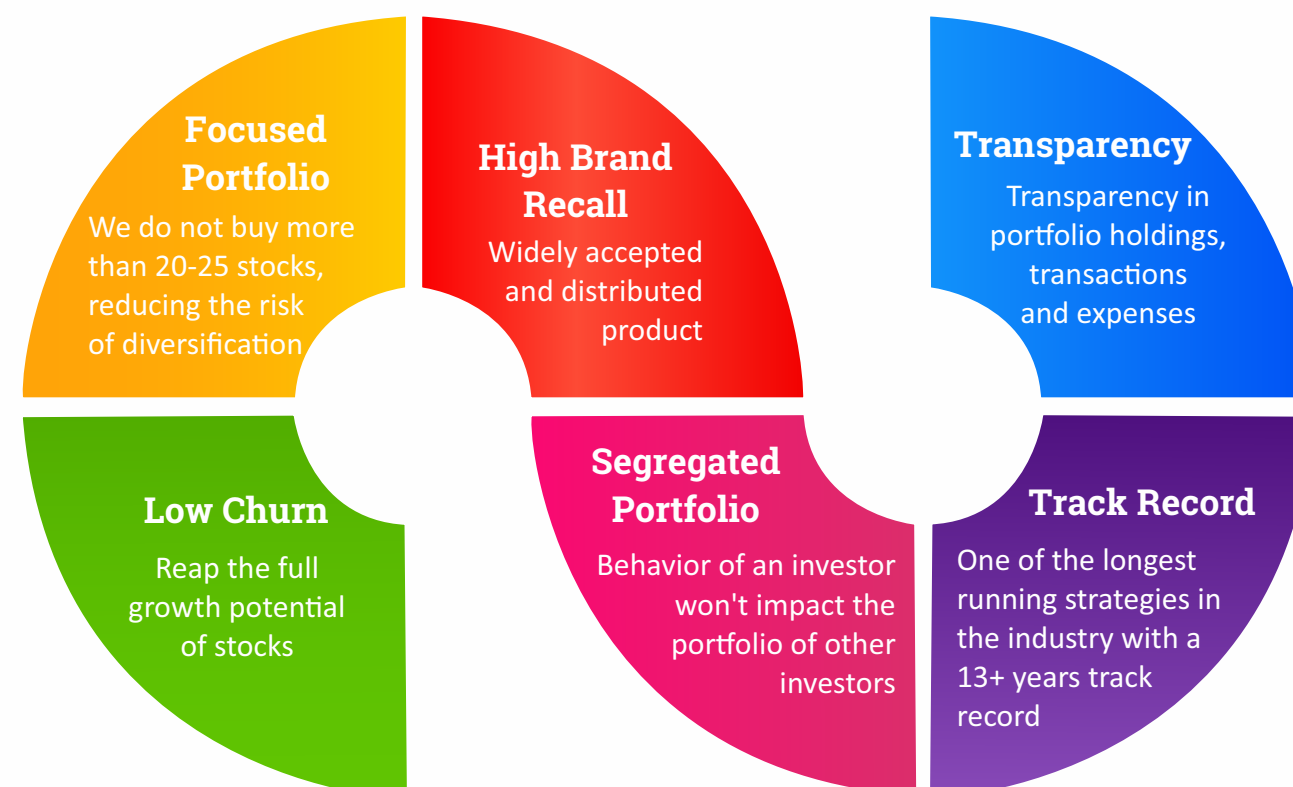 Focused
Portfolio
We do not buy more
than 20-25 stocks,
reducing the risk
of diversification
High Brand
Recall
Widely accepted
and distributed
product
Transparency
Transparency in
portfolio holdings,
transactions
and expenses
Low Churn
Reap the full
growth potential
of stocks
Segregated
Portfolio
Behavior of an investor
won't impact the
portfolio of other
investors
Track Record
One of the longest
running strategies in
the industry with a
13+ years track
record